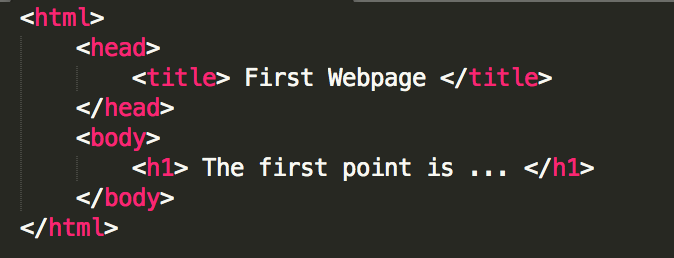 <html>
<head>
<title> First Webpage </title>
</head>
<body>
<h1> The first point is ... </h1>
</body>
</html>